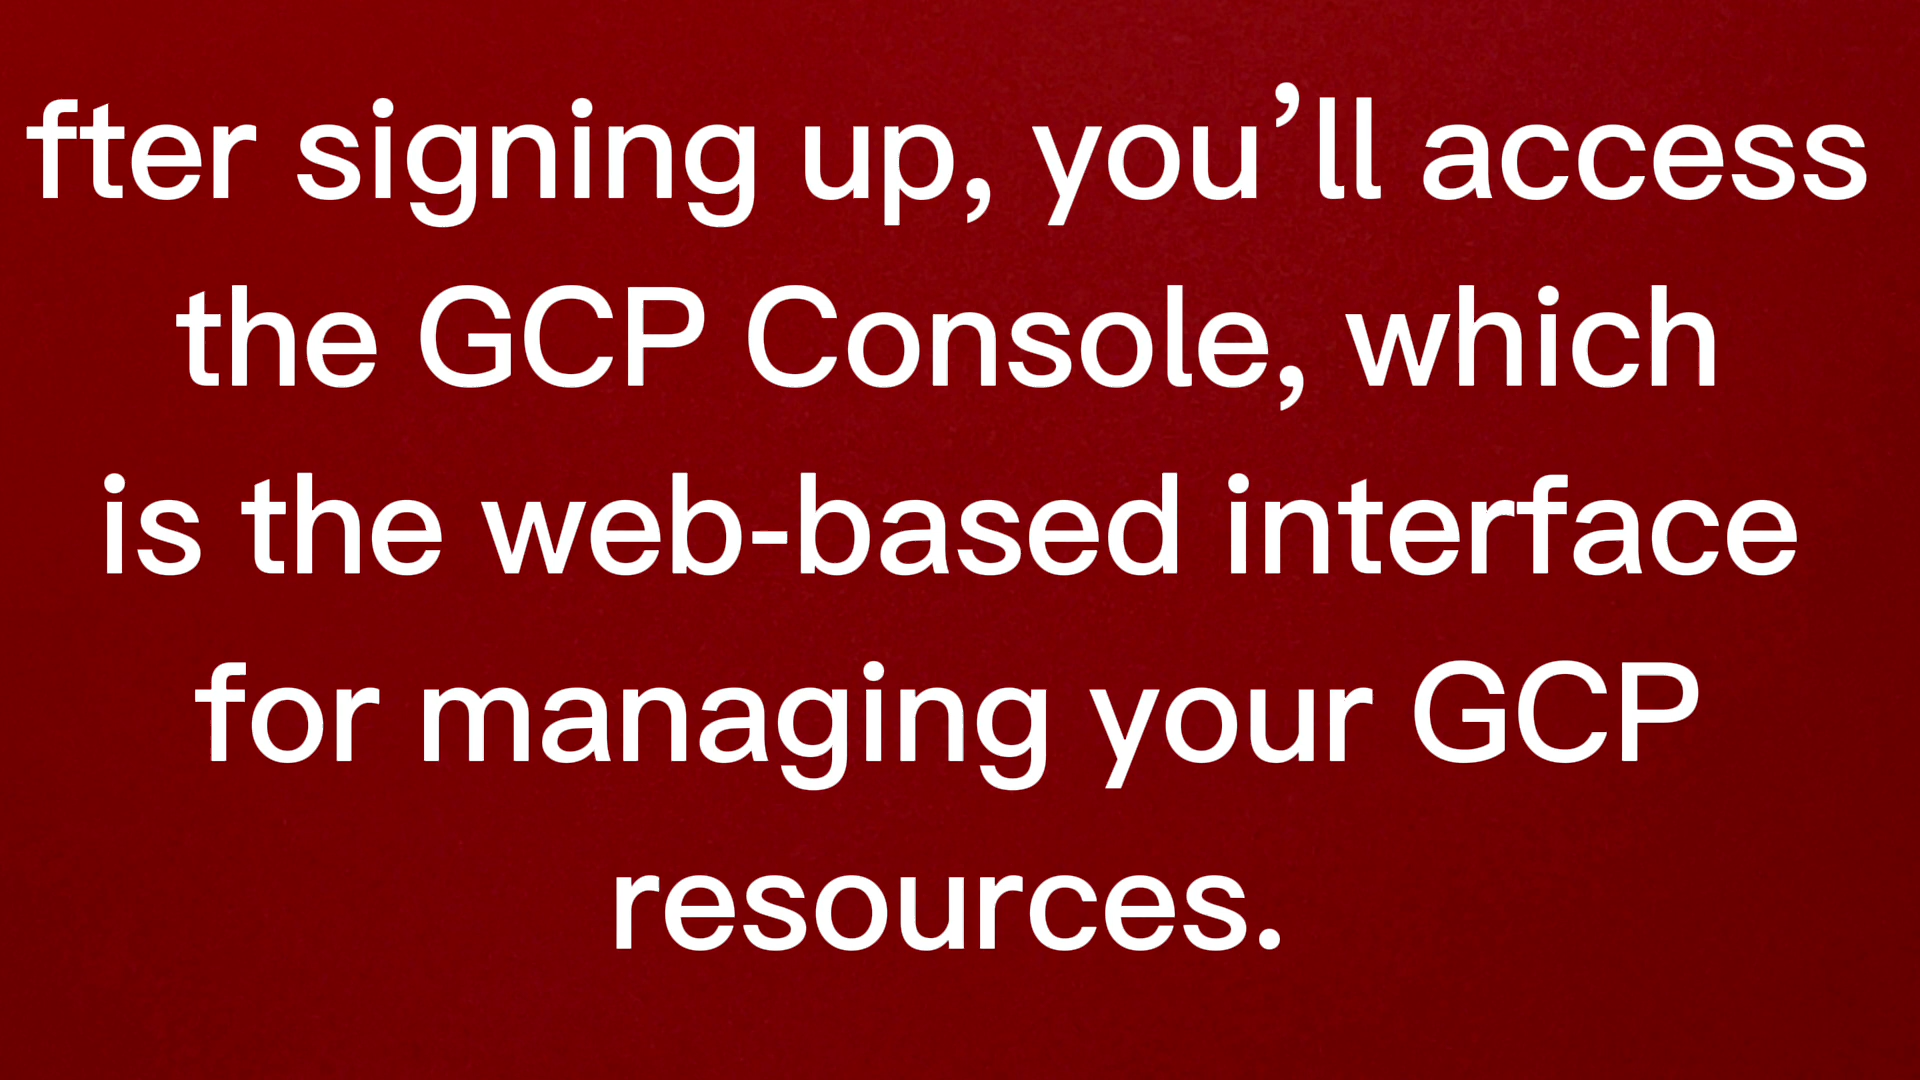 fter signing up, you’ll access
the GCP Console, which
is the web-based interface
for managing your GCP
resources.